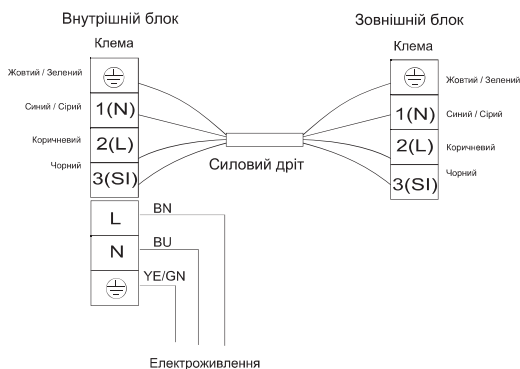 Внутрішній блок
Зовнішній блок
Клема
Клема
Жовтий / Зелений
Синий / Сірий
1(N)
Коричневий
2(L)
Чорний
3(SI)
Силовий дріт
Жовтий / Зелений
1(N)
Синий / Сірий
2(L)
Коричневий
Чорний
3(SI)
L
BN
N
BU
YE/GN
Електроживлення